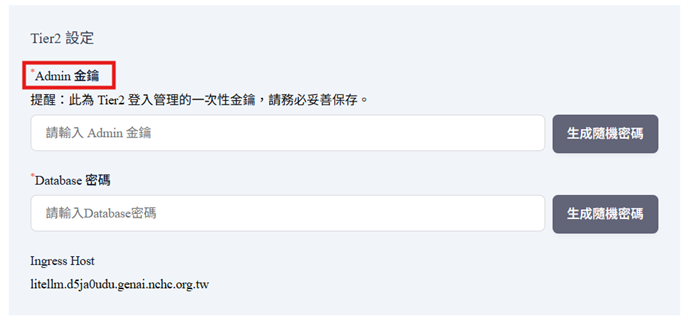 Tier2 設定
*Admin 金鑰
提醒：此為 Tier2 登入管理的一次性金鑰，請務必妥善保存。
請輸入 Admin 金鑰 生成隨機密碼
*Database 密碼
請輸入Database密碼 生成隨機密碼
Ingress Host
litellm.d5ja0udu.genai.nchc.org.tw